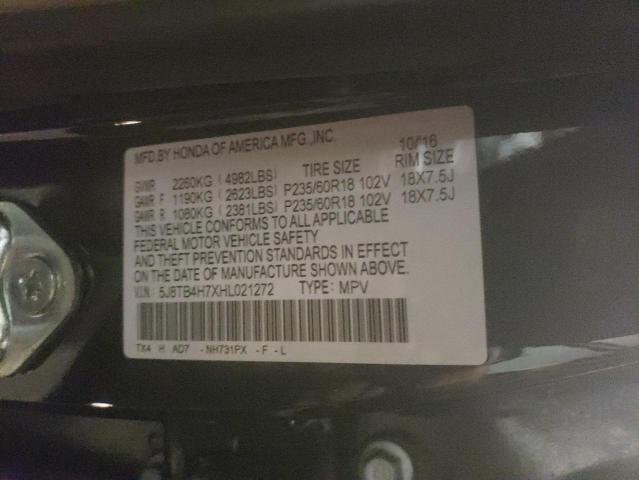 MFD.BY HONDA OF AMERICA MFG.,INC. 10/16
TIRE SIZE RIM SIZE
GVWR 2260KG ( 4982LBS)
GAWR F 1190KG ( 2623LBS) P235/60R18 102V 18X7.5J
GAWR R 1080KG ( 2381LBS) P235/60R18 102V 18X7.5J
THIS VEHICLE CONFORMS TO ALL APPLICABLE
FEDERAL MOTOR VEHICLE SAFETY
AND THEFT PREVENTION STANDARDS IN EFFECT
ON THE DATE OF MANUFACTURE SHOWN ABOVE.
V.I.N.: 5J8TB4H7XHL021272 TYPE: MPV
TX4 H AD7 - NH731PX - F - L